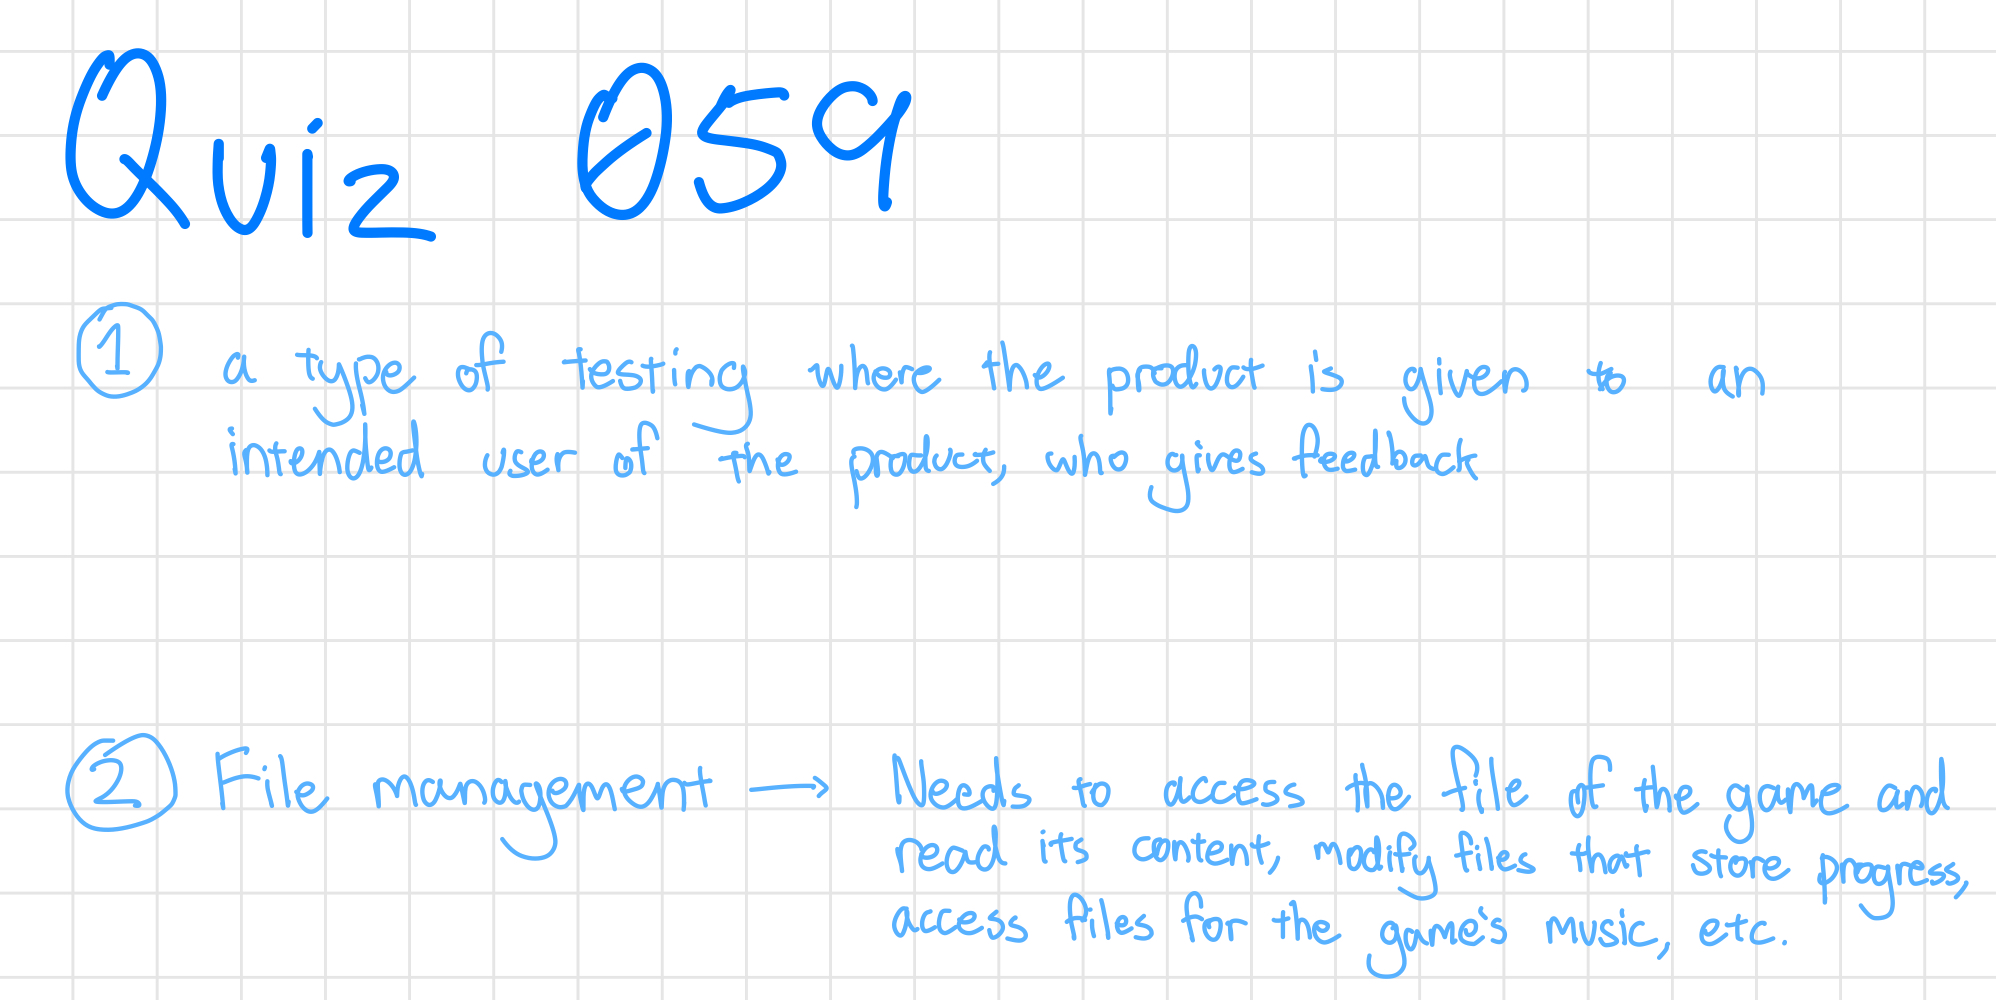 Quiz 059
1 a type of testing where the product is given to an
intended user of the product, who gives feedback
2 File management → Needs to access the file of the game and
read its content, modify files that store progress,
access files for the game's music, etc.